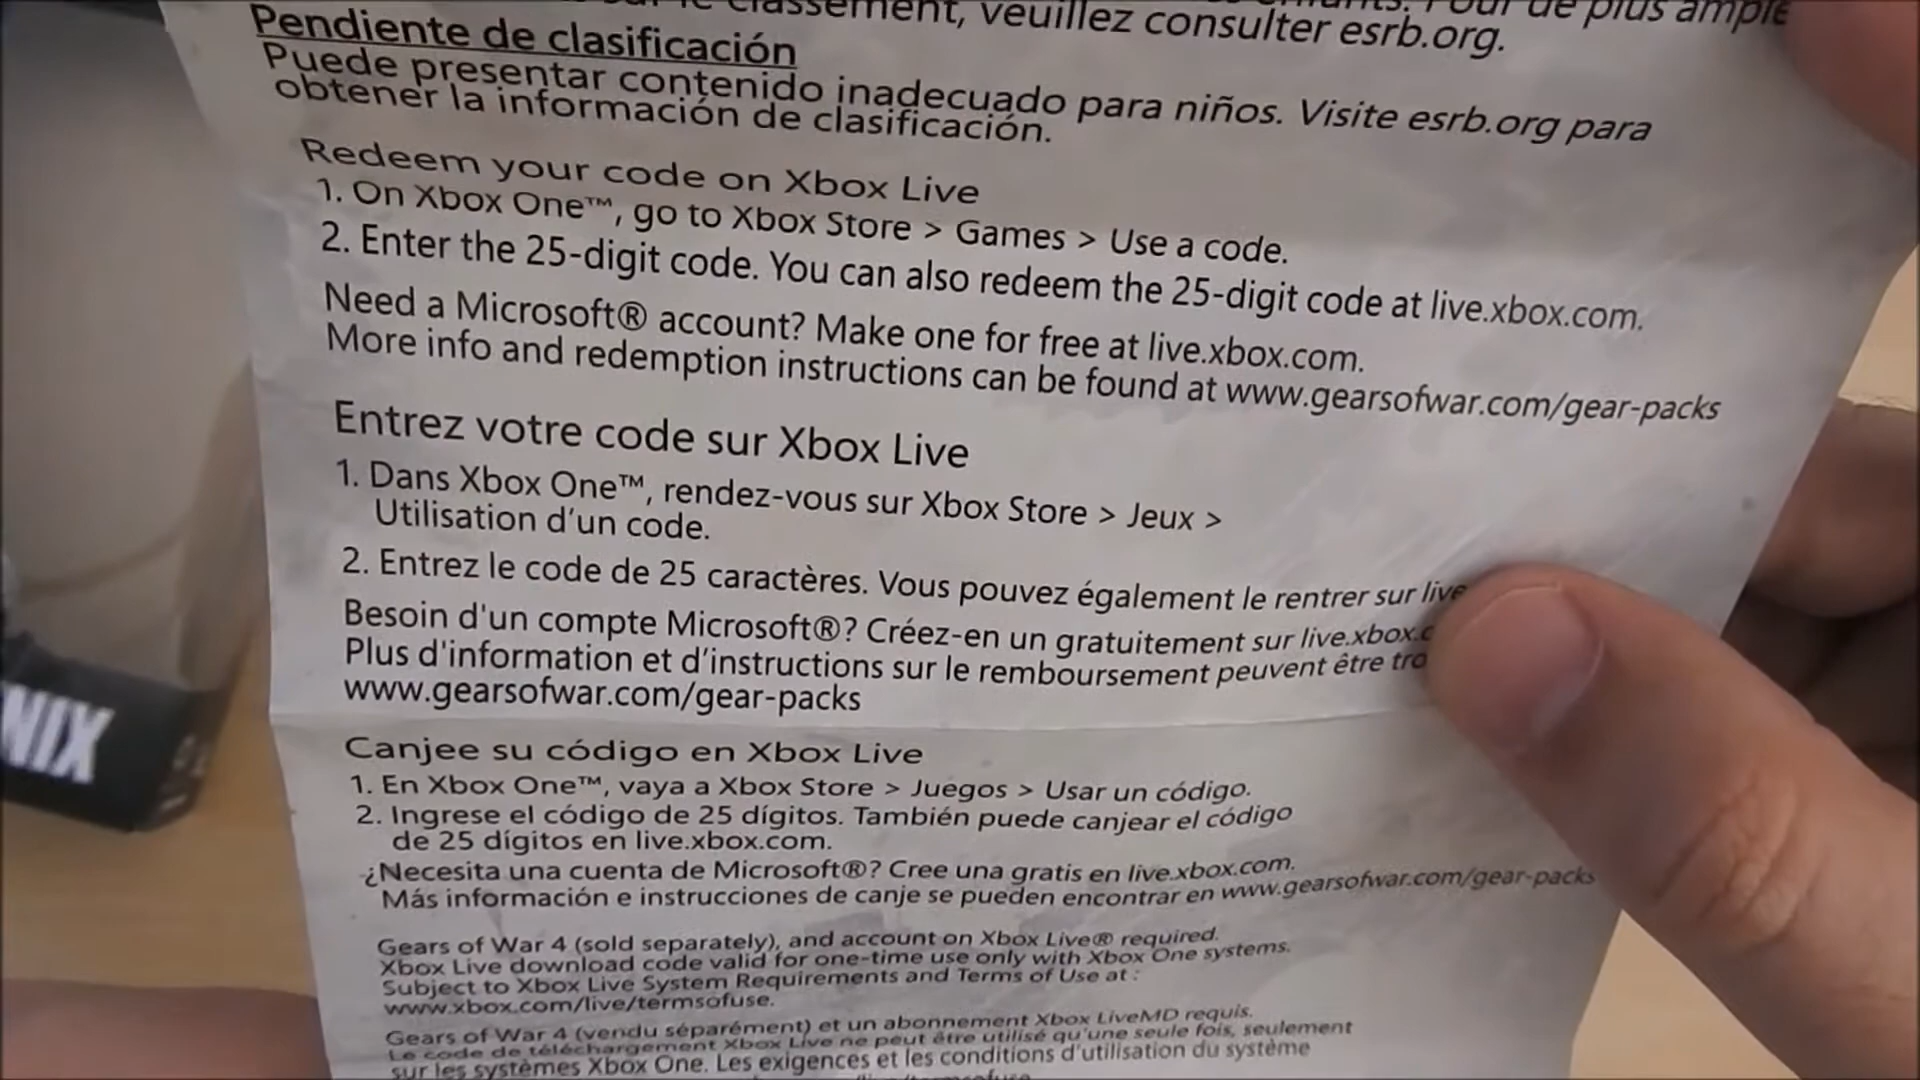 classement, veuillez consulter esrb.org.
Pendiente de clasificación
Puede presentar contenido inadecuado para niños. Visite esrb.org para
obtener la información de clasificación.
Redeem your code on Xbox Live
1. On Xbox One™, go to Xbox Store > Games > Use a code.
2. Enter the 25-digit code. You can also redeem the 25-digit code at live.xbox.com.
Need a Microsoft® account? Make one for free at live.xbox.com.
More info and redemption instructions can be found at www.gearsofwar.com/gear-packs
Entrez votre code sur Xbox Live
1. Dans Xbox One™, rendez-vous sur Xbox Store > Jeux >
Utilisation d'un code.
2. Entrez le code de 25 caractères. Vous pouvez également le rentrer sur live
Besoin d'un compte Microsoft®? Créez-en un gratuitement sur live.xbox.c
Plus d'information et d'instructions sur le remboursement peuvent être tro
www.gearsofwar.com/gear-packs
Canjee su código en Xbox Live
1. En Xbox One™, vaya a Xbox Store > Juegos > Usar un código.
2. Ingrese el código de 25 dígitos. También puede canjear el código
de 25 dígitos en live.xbox.com.
¿Necesita una cuenta de Microsoft®? Cree una gratis en live.xbox.com.
Más información e instrucciones de canje se pueden encontrar en www.gearsofwar.com/gear-packs
Gears of War 4 (sold separately), and account on Xbox Live® required.
Xbox Live download code valid for one-time use only with Xbox One systems.
Subject to Xbox Live System Requirements and Terms of Use at :
www.xbox.com/live/termsofuse.
Gears of War 4 (vendu séparément) et un abonnement Xbox LiveMD requis.
Le code de téléchargement Xbox Live ne peut être utilisé qu'une seule fois, seulement
sur les systèmes Xbox One. Les exigences et les conditions d'utilisation du système
NIX